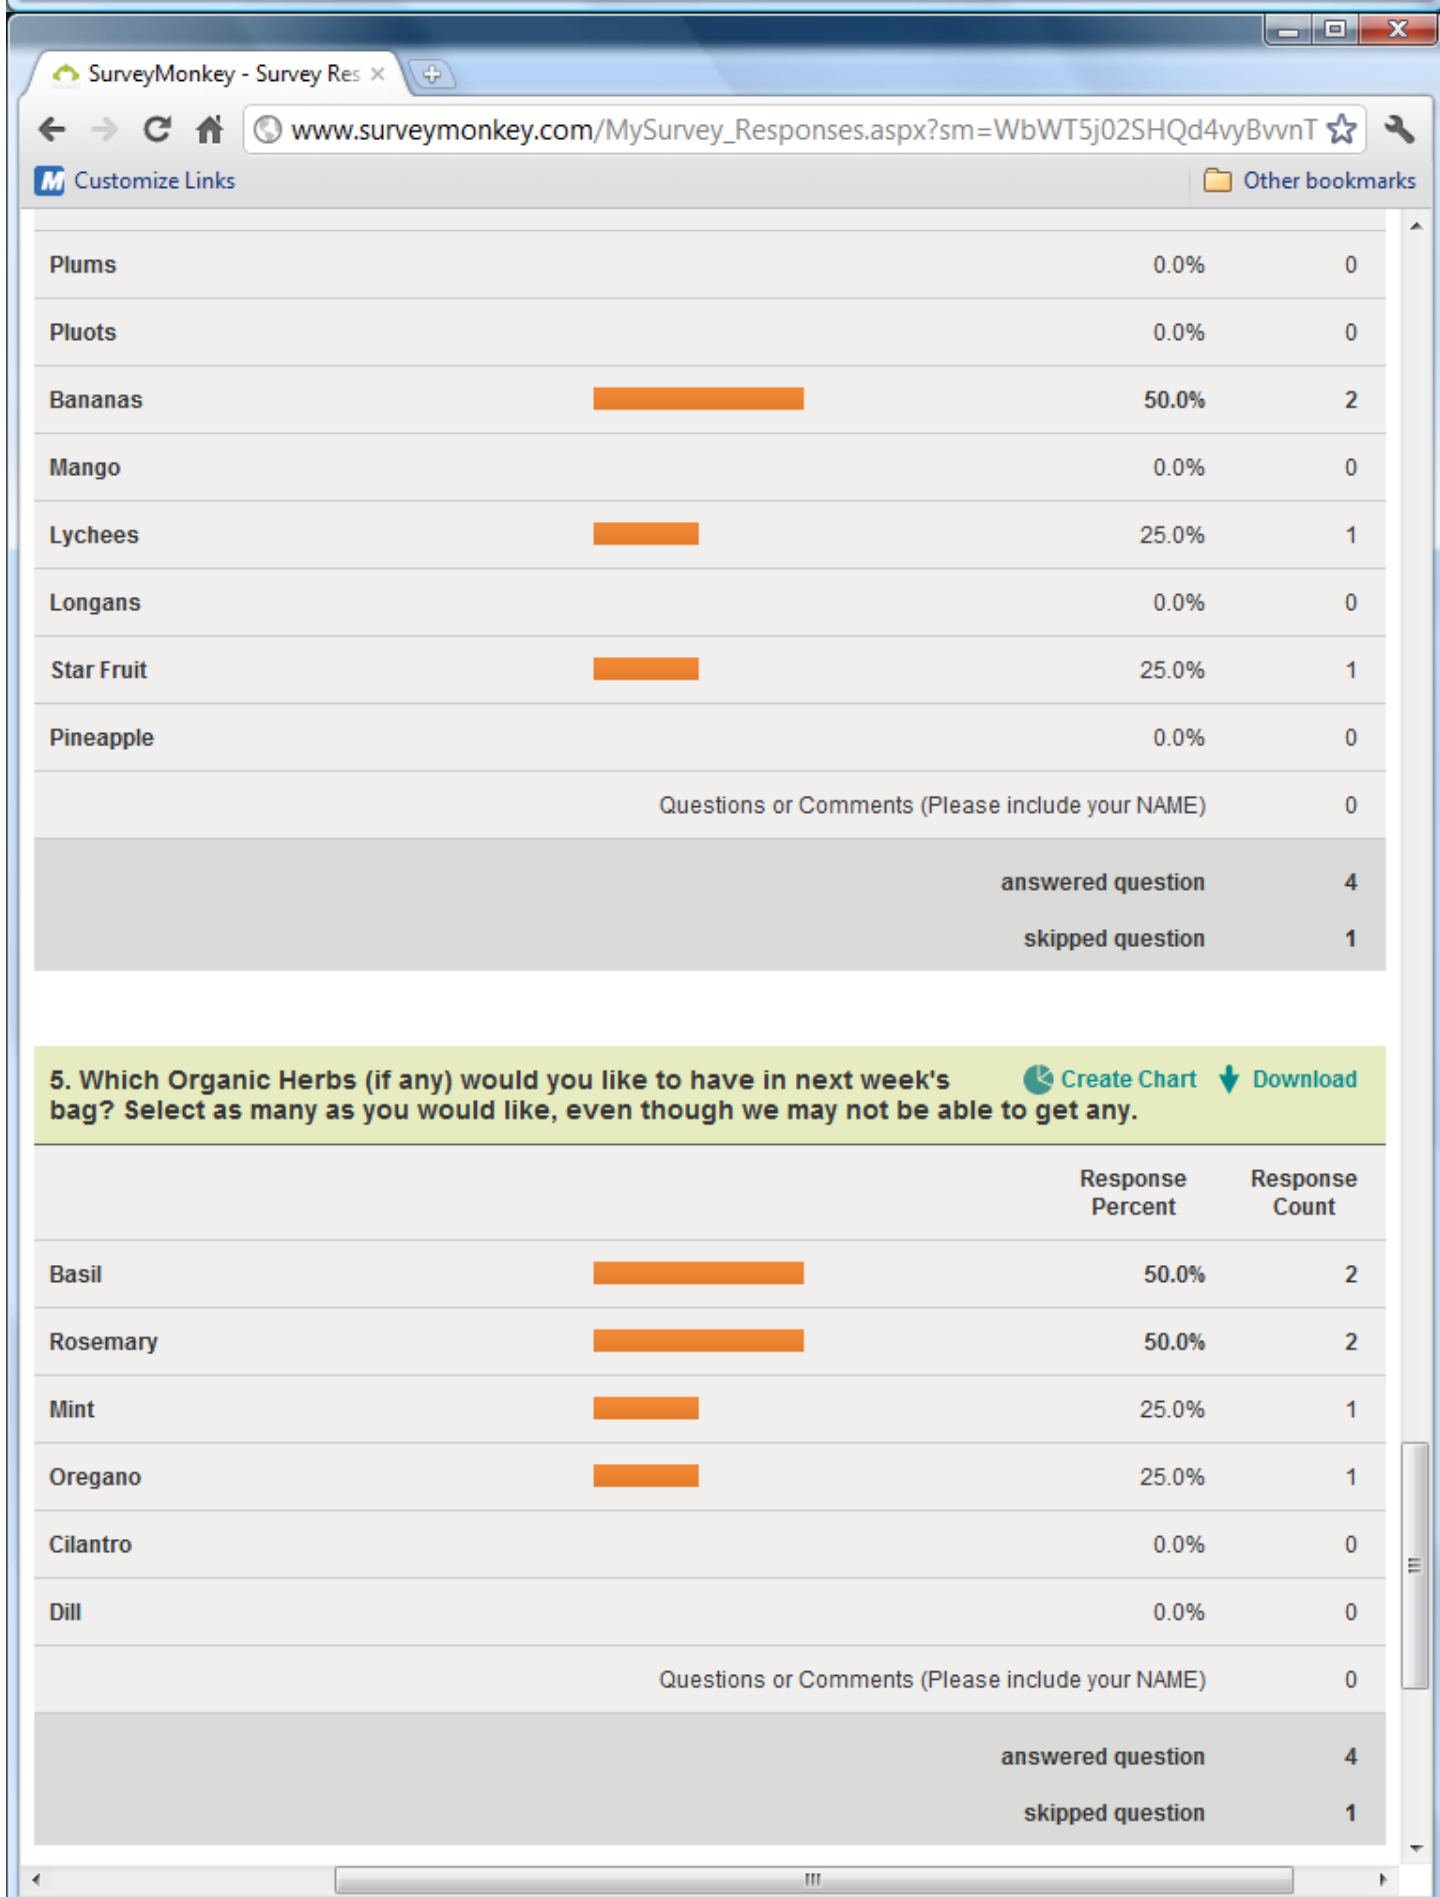 SurveyMonkey - Survey Res
www.surveymonkey.com/MySurvey_Responses.aspx?sm=WbWT5j02SHQd4vyBvvnT
Customize Links Other bookmarks
Plums 0.0% 0
Pluots 0.0% 0
Bananas 50.0% 2
Mango 0.0% 0
Lychees 25.0% 1
Longans 0.0% 0
Star Fruit 25.0% 1
Pineapple 0.0% 0
Questions or Comments (Please include your NAME) 0
answered question 4
skipped question 1
5. Which Organic Herbs (if any) would you like to have in next week's Create Chart Download
bag? Select as many as you would like, even though we may not be able to get any.
Response Response
Percent Count
Basil 50.0% 2
Rosemary 50.0% 2
Mint 25.0% 1
Oregano 25.0% 1
Cilantro 0.0% 0
Dill 0.0% 0
Questions or Comments (Please include your NAME) 0
answered question 4
skipped question 1